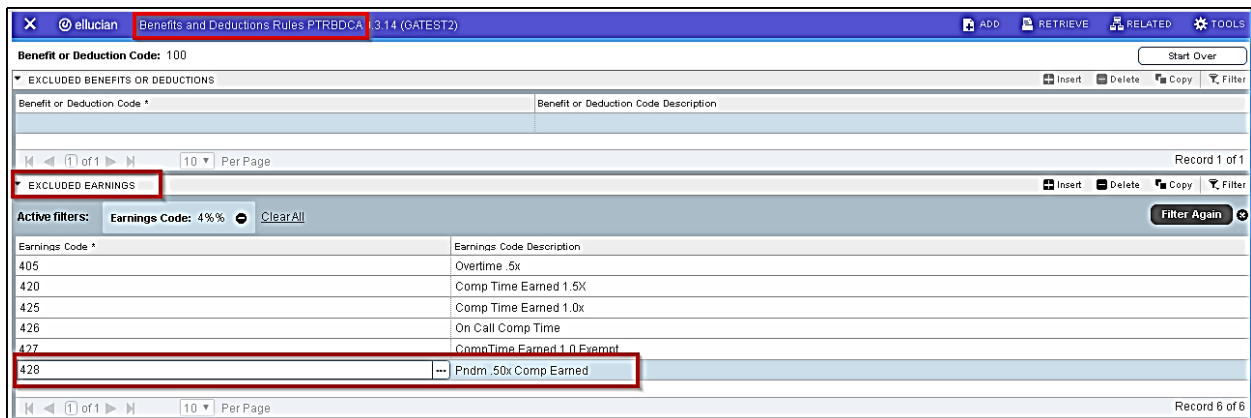 ellucian Benefits and Deductions Rules PTRBDCA 9.3.14 (GATEST2) ADD RETRIEVE RELATED TOOLS
Benefit or Deduction Code: 100 Start Over
EXCLUDED BENEFITS OR DEDUCTIONS Insert Delete Copy Filter
Benefit or Deduction Code * Benefit or Deduction Code Description
1 of 1 10 Per Page Record 1 of 1
EXCLUDED EARNINGS Insert Delete Copy Filter
Active filters: Earnings Code: 4%% Clear All Filter Again
Earnings Code * Earnings Code Description
405 Overtime .5x
420 Comp Time Earned 1.5X
425 Comp Time Earned 1.0x
426 On Call Comp Time
427 CompTime Earned 1.0 Exempt
428 ... Pndm .50x Comp Earned
1 of 1 10 Per Page Record 6 of 6